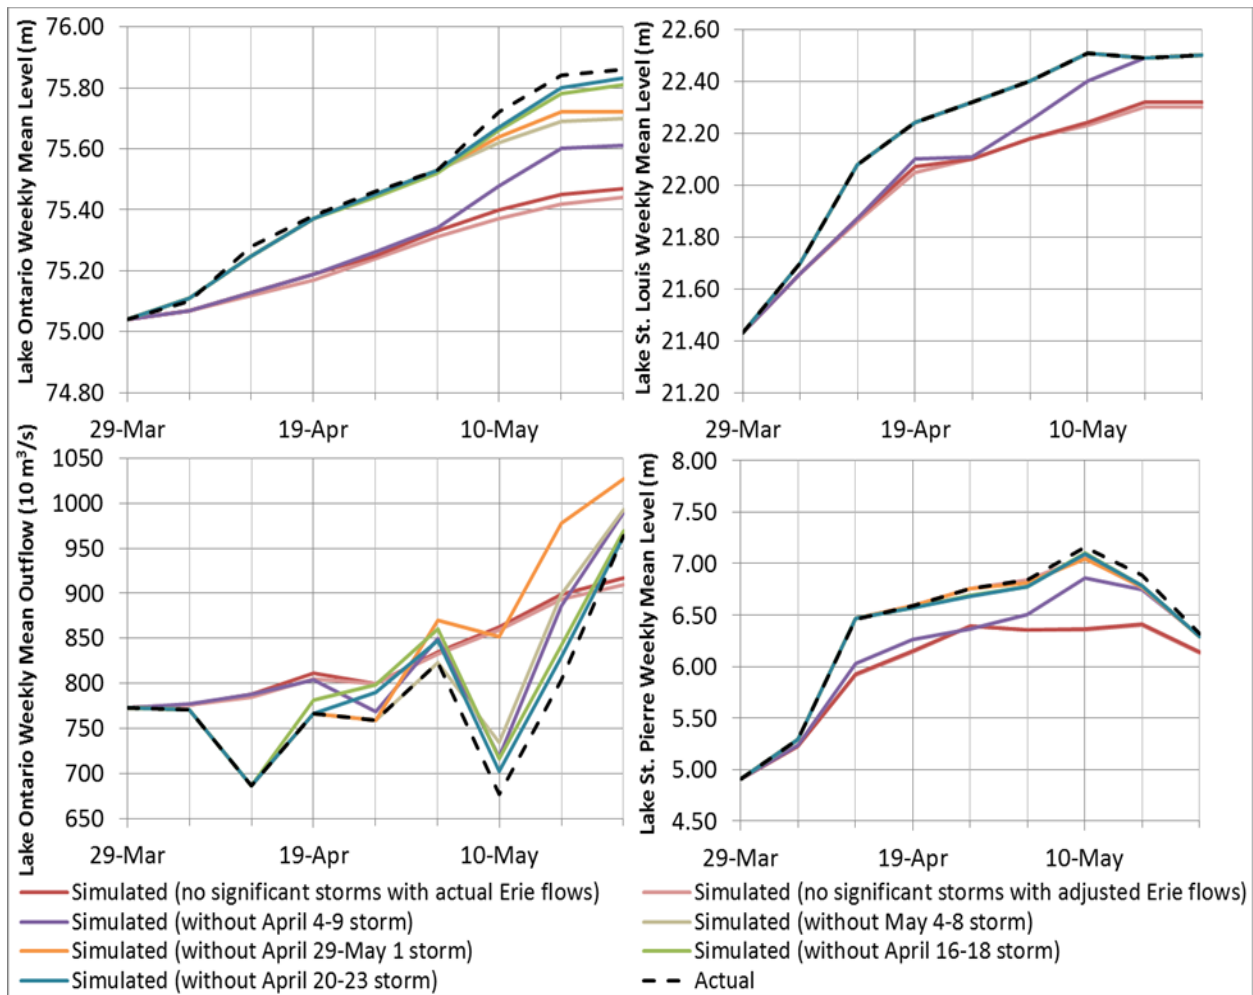 Lake Ontario Weekly Mean Level (m)
76.00
75.80
75.60
75.40
75.20
75.00
74.80
29-Mar 19-Apr 10-May
Lake St. Louis Weekly Mean Level (m)
22.60
22.40
22.20
22.00
21.80
21.60
21.40
21.20
29-Mar 19-Apr 10-May
Lake Ontario Weekly Mean Outflow (10 m³/s)
1050
1000
950
900
850
800
750
700
650
29-Mar 19-Apr 10-May
Lake St. Pierre Weekly Mean Level (m)
8.00
7.50
7.00
6.50
6.00
5.50
5.00
4.50
29-Mar 19-Apr 10-May
Simulated (no significant storms with actual Erie flows)
Simulated (no significant storms with adjusted Erie flows)
Simulated (without April 4-9 storm)
Simulated (without May 4-8 storm)
Simulated (without April 29-May 1 storm)
Simulated (without April 16-18 storm)
Simulated (without April 20-23 storm)
Actual